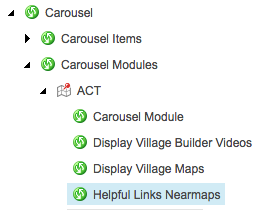 Carousel
Carousel Items
Carousel Modules
ACT
Carousel Module
Display Village Builder Videos
Display Village Maps
Helpful Links Nearmaps